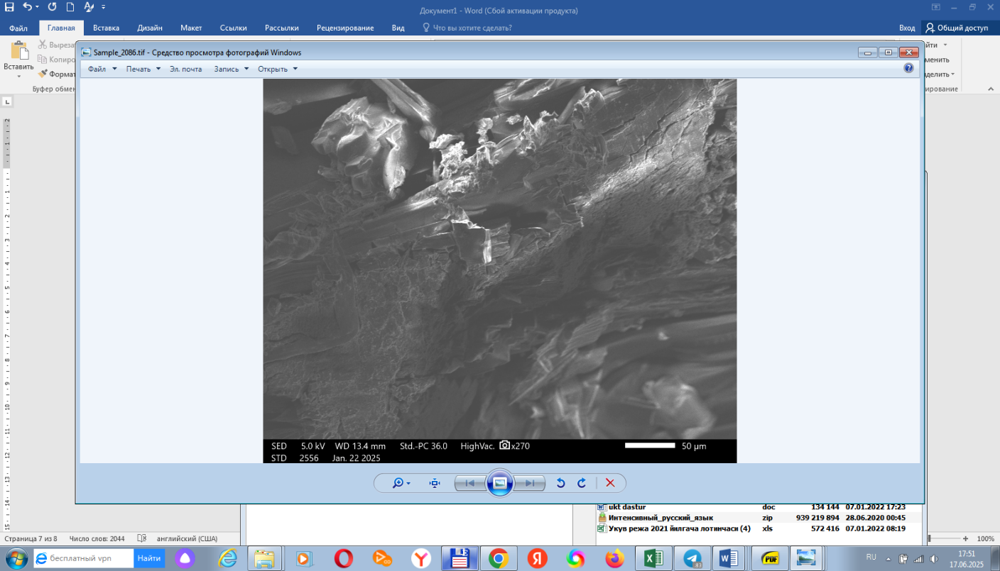 Документ1 - Word (Сбой активации продукта)
Файл Главная Вставка Дизайн Макет Ссылки Рассылки Рецензирование Вид Что вы хотите сделать? Вход Общий доступ
Вставить
Выреза
Копиро
Формат
Буфер обмен
йти
менить
делить
ирование
Sample_2086.tif - Средство просмотра фотографий Windows
Файл Печать Эл. почта Запись Открыть
SED 5.0 kV WD 13.4 mm Std.-PC 36.0 HighVac. x270 50 µm
STD 2556 Jan. 22 2025
ukt dastur doc 134 144 07.01.2022 17:23
Интенсивный_русский_язык zip 939 219 894 28.06.2020 00:45
Укув режа 2021 йилгача лотинчаси (4) xls 572 416 07.01.2022 08:19
Страница 7 из 8 Число слов: 2044 английский (США) 100%
бесплатный vpn Найти
RU 17:51
17.06.2025